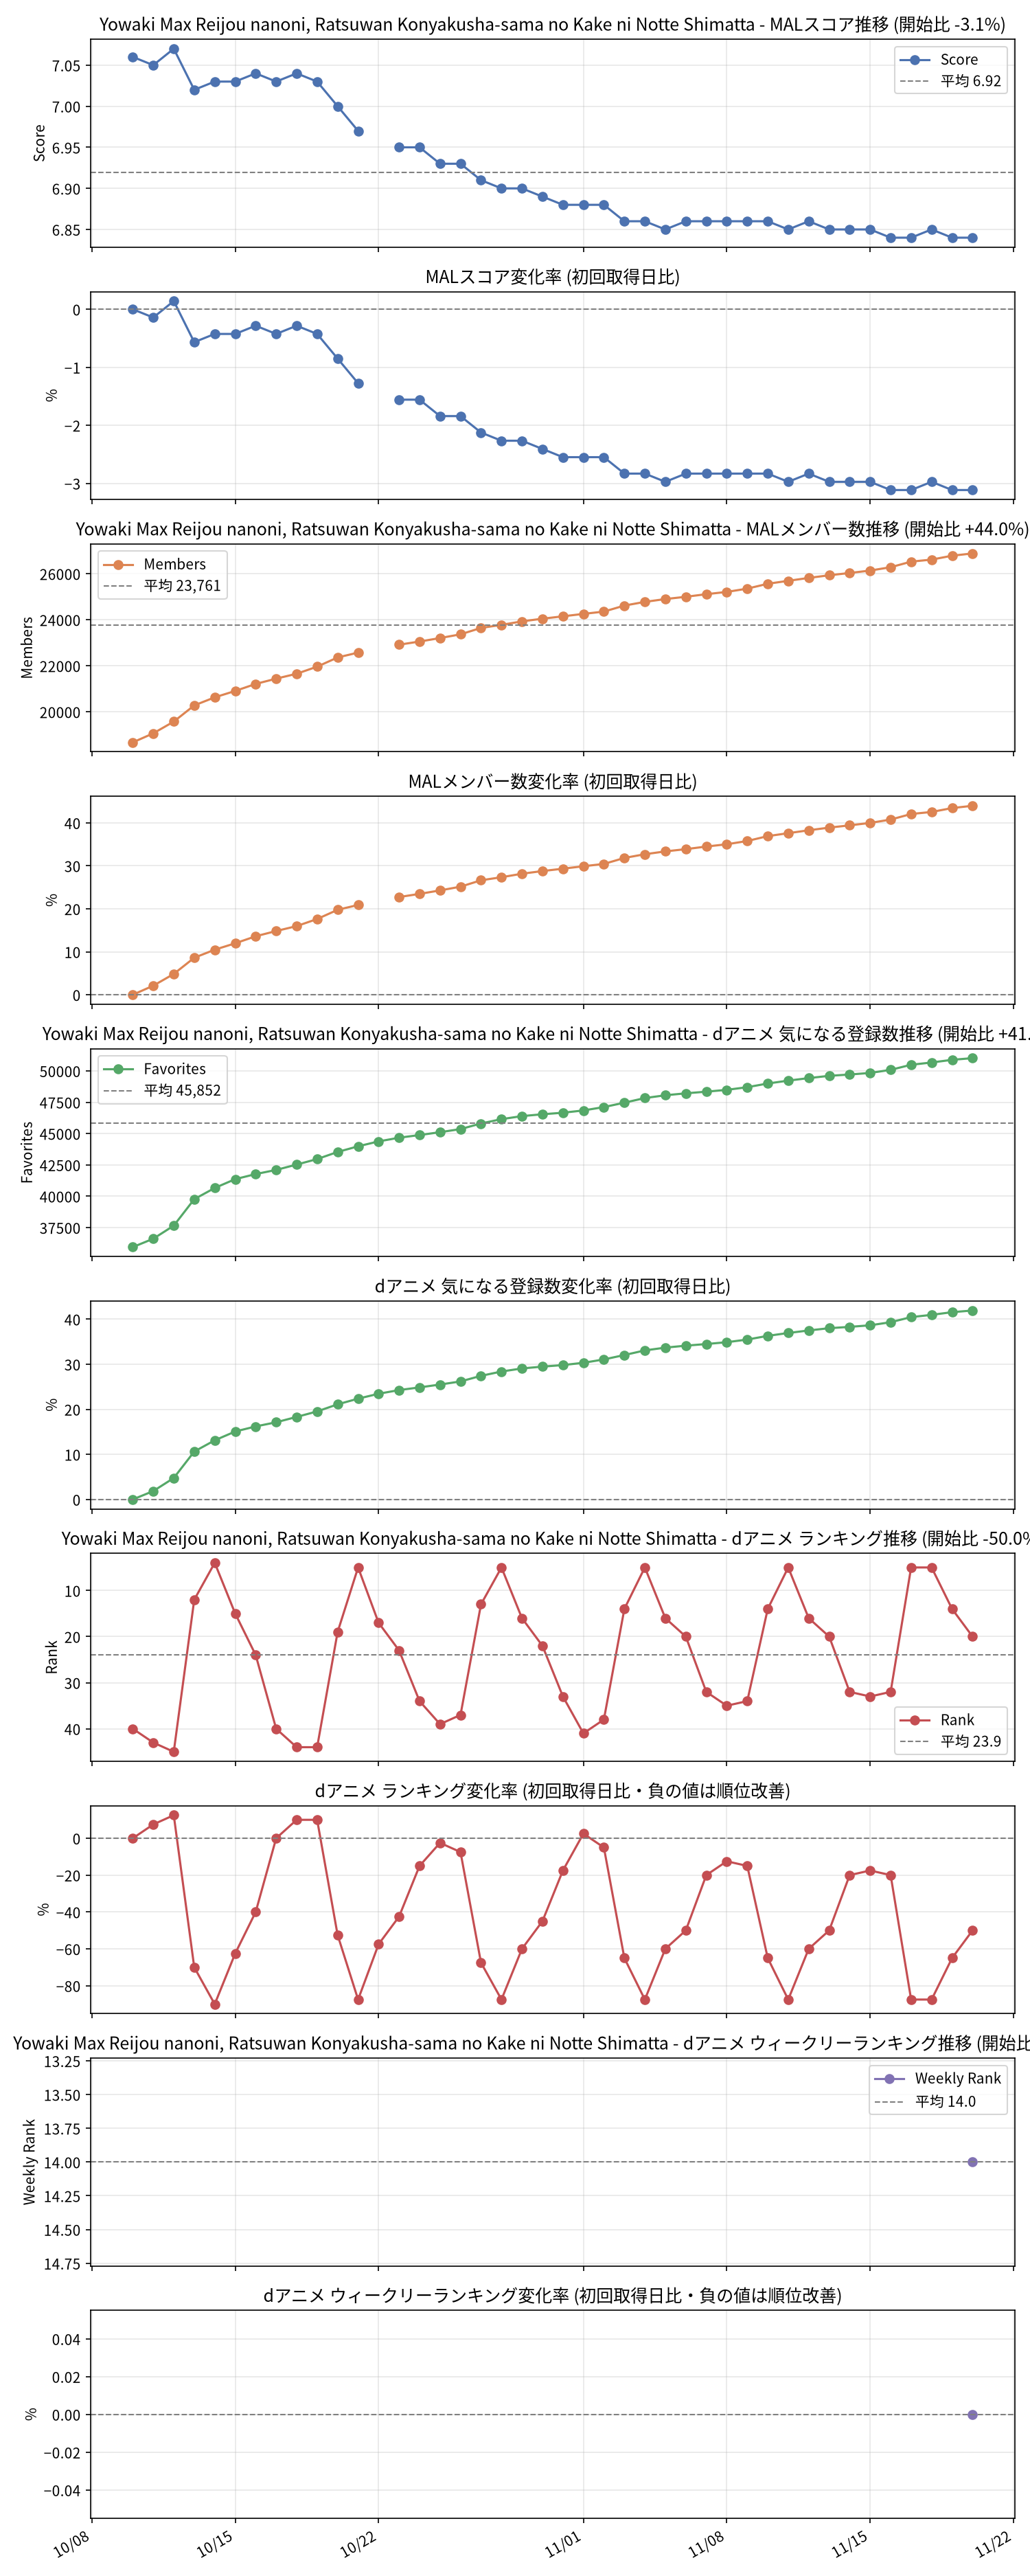 Yowaki Max Reijou nanoni, Ratsuwan Konyakusha-sama no Kake ni Notte Shimatta - MALスコア推移 (開始比 -3.1%)
Score
7.05
7.00
6.95
6.90
6.85
Score
平均 6.92
MALスコア変化率 (初回取得日比)
%
0
−1
−2
−3
Yowaki Max Reijou nanoni, Ratsuwan Konyakusha-sama no Kake ni Notte Shimatta - MALメンバー数推移 (開始比 +44.0%)
Members
26000
24000
22000
20000
Members
平均 23,761
MALメンバー数変化率 (初回取得日比)
%
40
30
20
10
0
Yowaki Max Reijou nanoni, Ratsuwan Konyakusha-sama no Kake ni Notte Shimatta - dアニメ 気になる登録数推移 (開始比 +41.
Favorites
50000
47500
45000
42500
40000
37500
Favorites
平均 45,852
dアニメ 気になる登録数変化率 (初回取得日比)
%
40
30
20
10
0
Yowaki Max Reijou nanoni, Ratsuwan Konyakusha-sama no Kake ni Notte Shimatta - dアニメ ランキング推移 (開始比 -50.0%
Rank
10
20
30
40
Rank
平均 23.9
dアニメ ランキング変化率 (初回取得日比・負の値は順位改善)
%
0
−20
−40
−60
−80
Yowaki Max Reijou nanoni, Ratsuwan Konyakusha-sama no Kake ni Notte Shimatta - dアニメ ウィークリーランキング推移 (開始比
Weekly Rank
13.25
13.50
13.75
14.00
14.25
14.50
14.75
Weekly Rank
平均 14.0
dアニメ ウィークリーランキング変化率 (初回取得日比・負の値は順位改善)
%
0.04
0.02
0.00
−0.02
−0.04
10/08
10/15
10/22
11/01
11/08
11/15
11/22